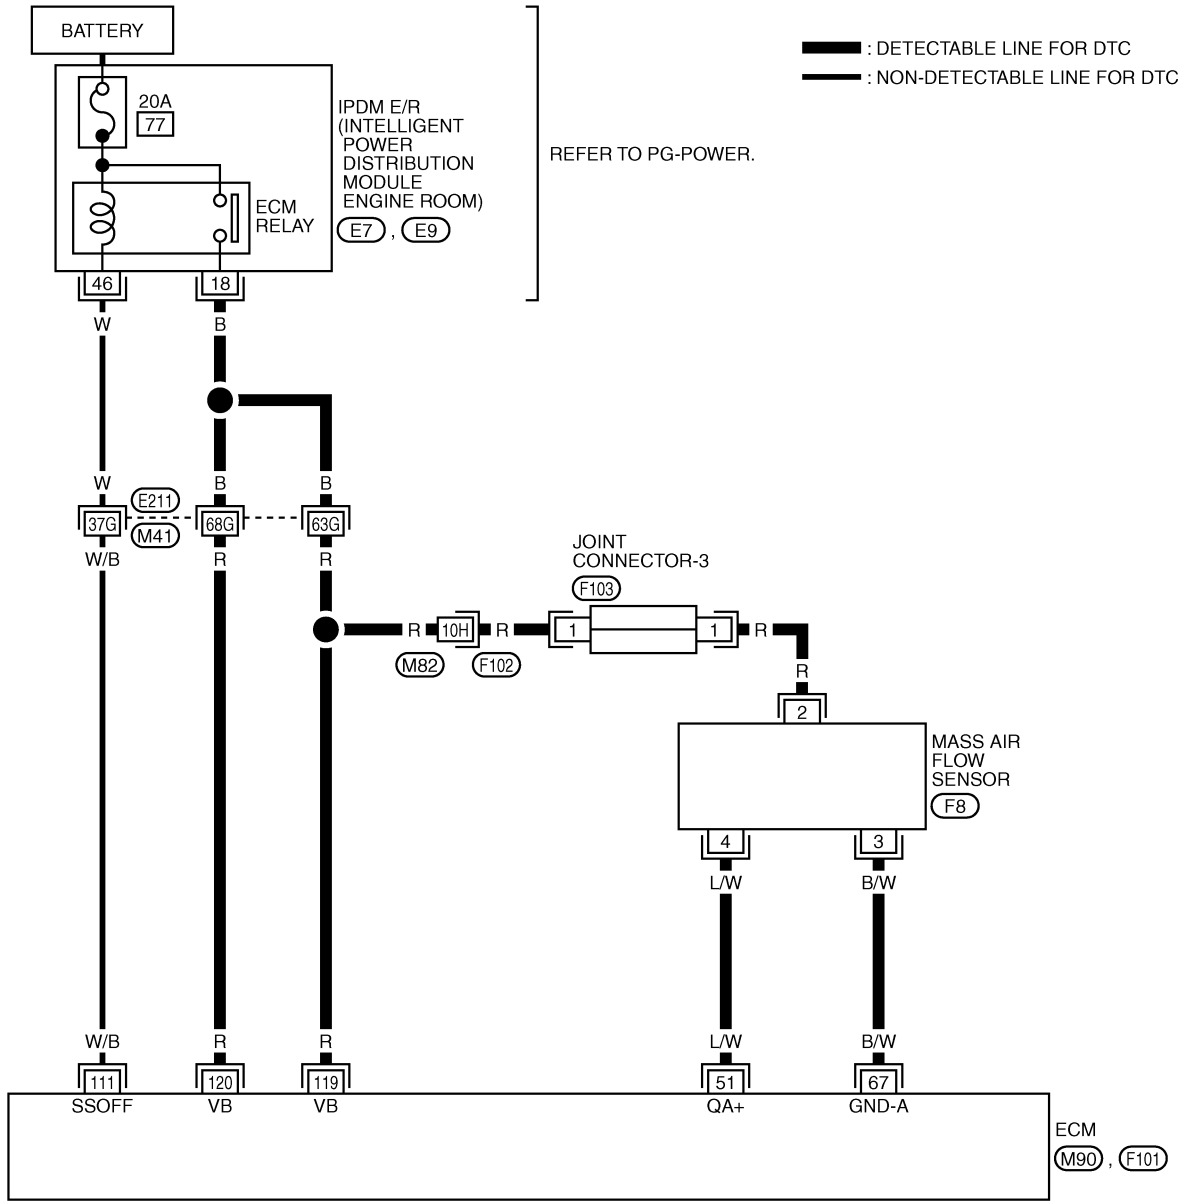 BATTERY
: DETECTABLE LINE FOR DTC
: NON-DETECTABLE LINE FOR DTC
20A
77
IPDM E/R
(INTELLIGENT
POWER
DISTRIBUTION
MODULE
ENGINE ROOM)
E7 , E9
REFER TO PG-POWER.
ECM
RELAY
46
18
W
B
W
B
B
E211
37G
68G
63G
M41
W/B
R
R
JOINT
CONNECTOR-3
F103
R
10H
R
1
1
R
M82
F102
R
2
MASS AIR
FLOW
SENSOR
F8
4
3
L/W
B/W
W/B
R
R
L/W
B/W
111
120
119
51
67
SSOFF
VB
VB
QA+
GND-A
ECM
M90 , F101